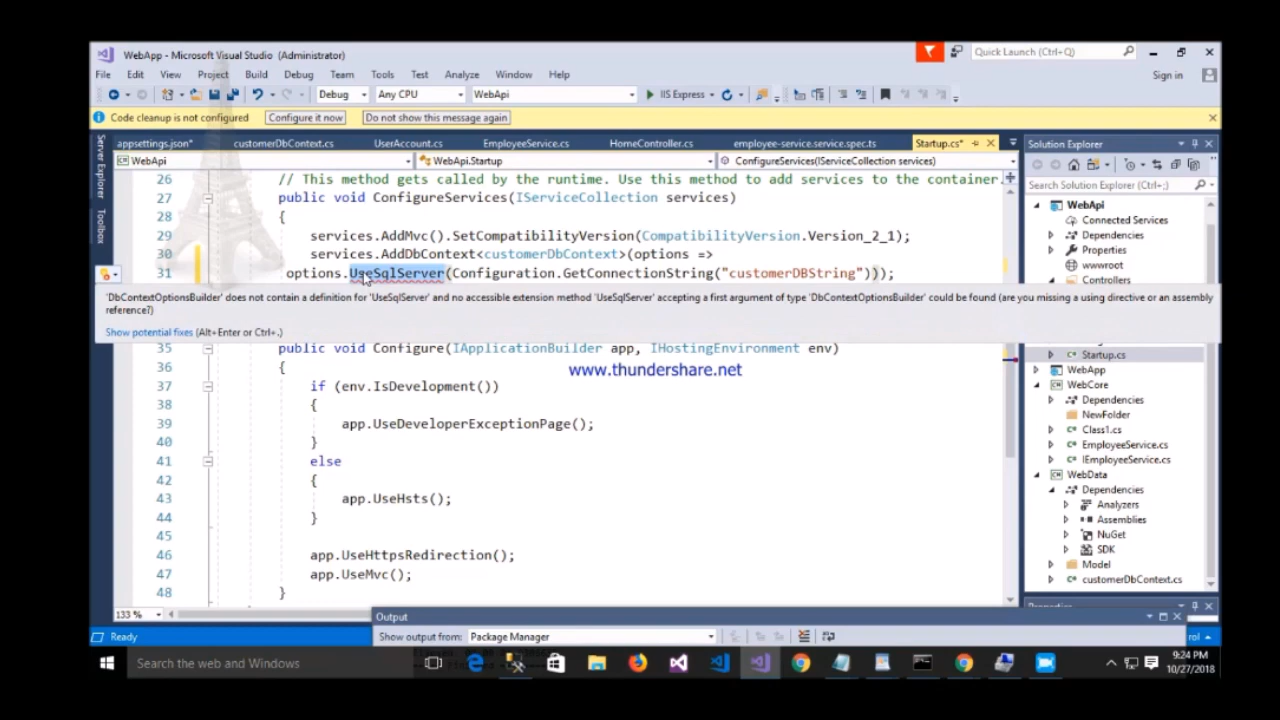 WebApp - Microsoft Visual Studio (Administrator)
Quick Launch (Ctrl+Q)
File Edit View Project Build Debug Team Tools Test Analyze Window Help
Sign in
Debug Any CPU WebApi IIS Express
Code cleanup is not configured Configure it now Do not show this message again
appsettings.json* customerDbContext.cs UserAccount.cs EmployeeService.cs HomeController.cs employee-service.service.spec.ts Startup.cs*
WebApi WebApi.Startup ConfigureServices(IServiceCollection services)
Server Explorer
Toolbox
26 // This method gets called by the runtime. Use this method to add services to the container.
27 public void ConfigureServices(IServiceCollection services)
28 {
29 services.AddMvc().SetCompatibilityVersion(CompatibilityVersion.Version_2_1);
30 services.AddDbContext<customerDbContext>(options =>
31 options.UseSqlServer(Configuration.GetConnectionString("customerDBString")));
'DbContextOptionsBuilder' does not contain a definition for 'UseSqlServer' and no accessible extension method 'UseSqlServer' accepting a first argument of type 'DbContextOptionsBuilder' could be found (are you missing a using directive or an assembly
reference?)
Show potential fixes (Alt+Enter or Ctrl+.)
35 public void Configure(IApplicationBuilder app, IHostingEnvironment env)
36 {
www.thundershare.net
37 if (env.IsDevelopment())
38 {
39 app.UseDeveloperExceptionPage();
40 }
41 else
42 {
43 app.UseHsts();
44 }
45
46 app.UseHttpsRedirection();
47 app.UseMvc();
48 }
133 %
Solution Explorer
Search Solution Explorer (Ctrl+;)
WebApi
Connected Services
Dependencies
Properties
wwwroot
Controllers
Startup.cs
WebApp
WebCore
Dependencies
NewFolder
Class1.cs
EmployeeService.cs
IEmployeeService.cs
WebData
Dependencies
Analyzers
Assemblies
NuGet
SDK
Model
customerDbContext.cs
Output
Show output from: Package Manager
Ready
rol
Search the web and Windows
9:24 PM
10/27/2018